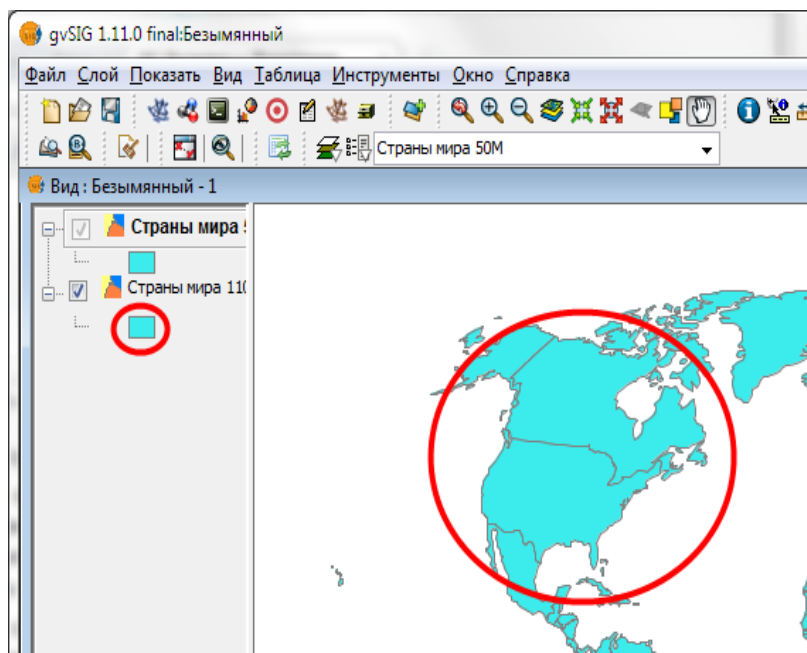 gvSIG 1.11.0 final:Безымянный
Файл Слой Показать Вид Таблица Инструменты Окно Справка
Страны мира 50M
Вид : Безымянный - 1
Страны мира
Страны мира 110